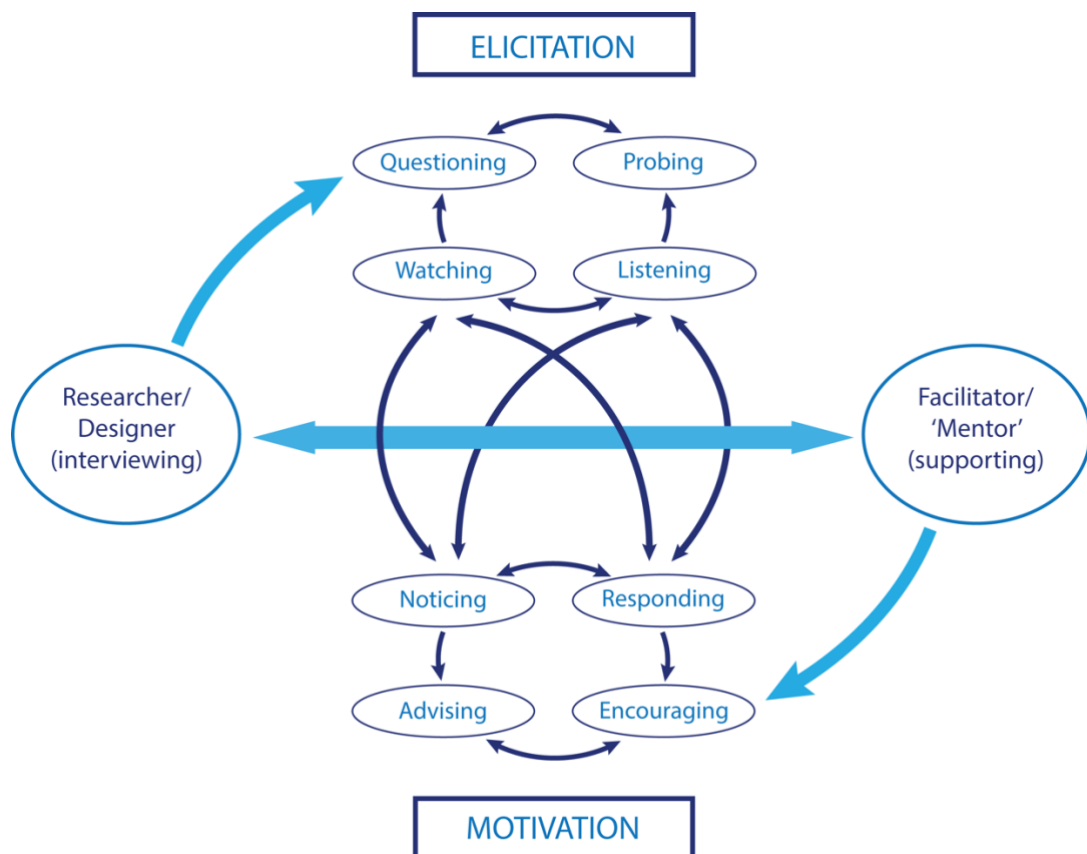 ELICITATION
Questioning
Probing
Watching
Listening
Researcher/
Designer
(interviewing)
Facilitator/
‘Mentor’
(supporting)
Noticing
Responding
Advising
Encouraging
MOTIVATION